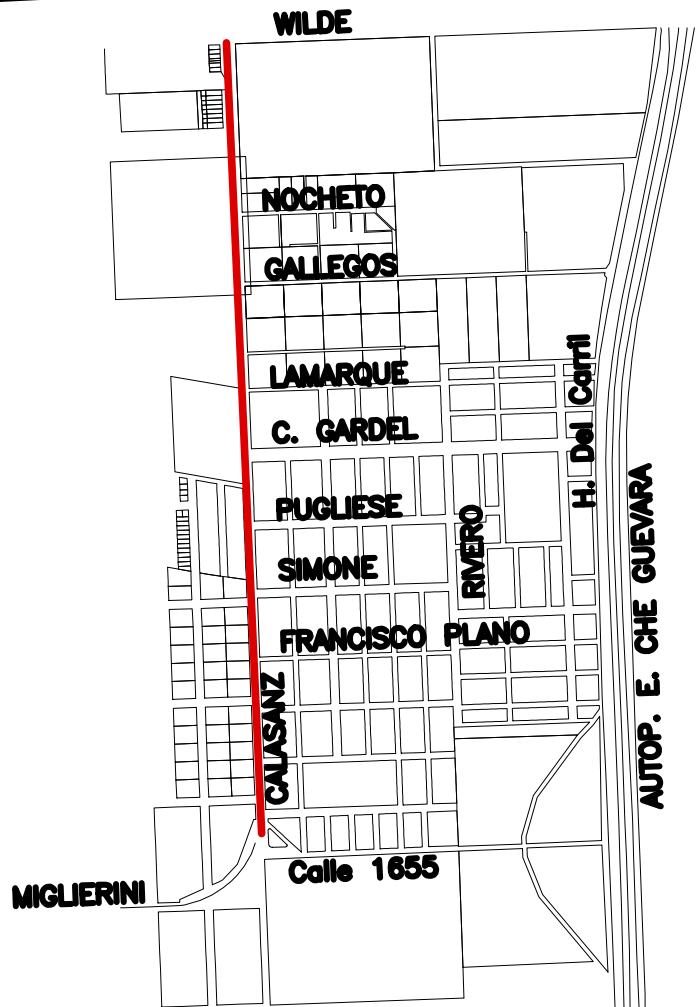 WILDE
NOCHETO
GALLEGOS
LAMARQUE
H. Del Carril
C. GARDEL
PUGLIESE
RIVERO
AUTOP. E. CHE GUEVARA
SIMONE
FRANCISCO PLANO
CALASANZ
Calle 1655
MIGLIERINI